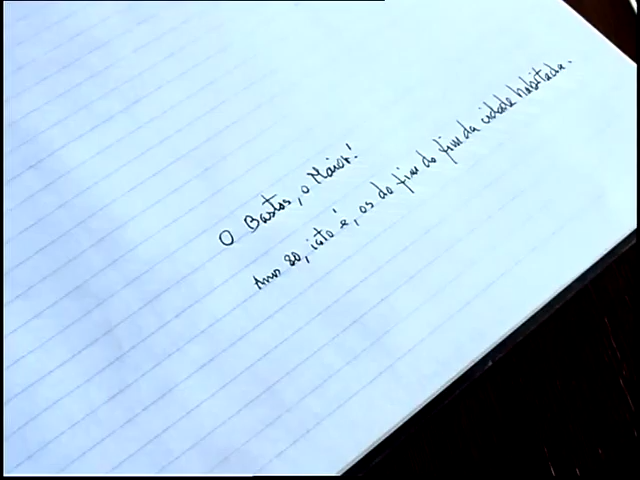 O Bastos, o Maior!
Anos 80, isto é, os do fim do fim da cidade habitada.